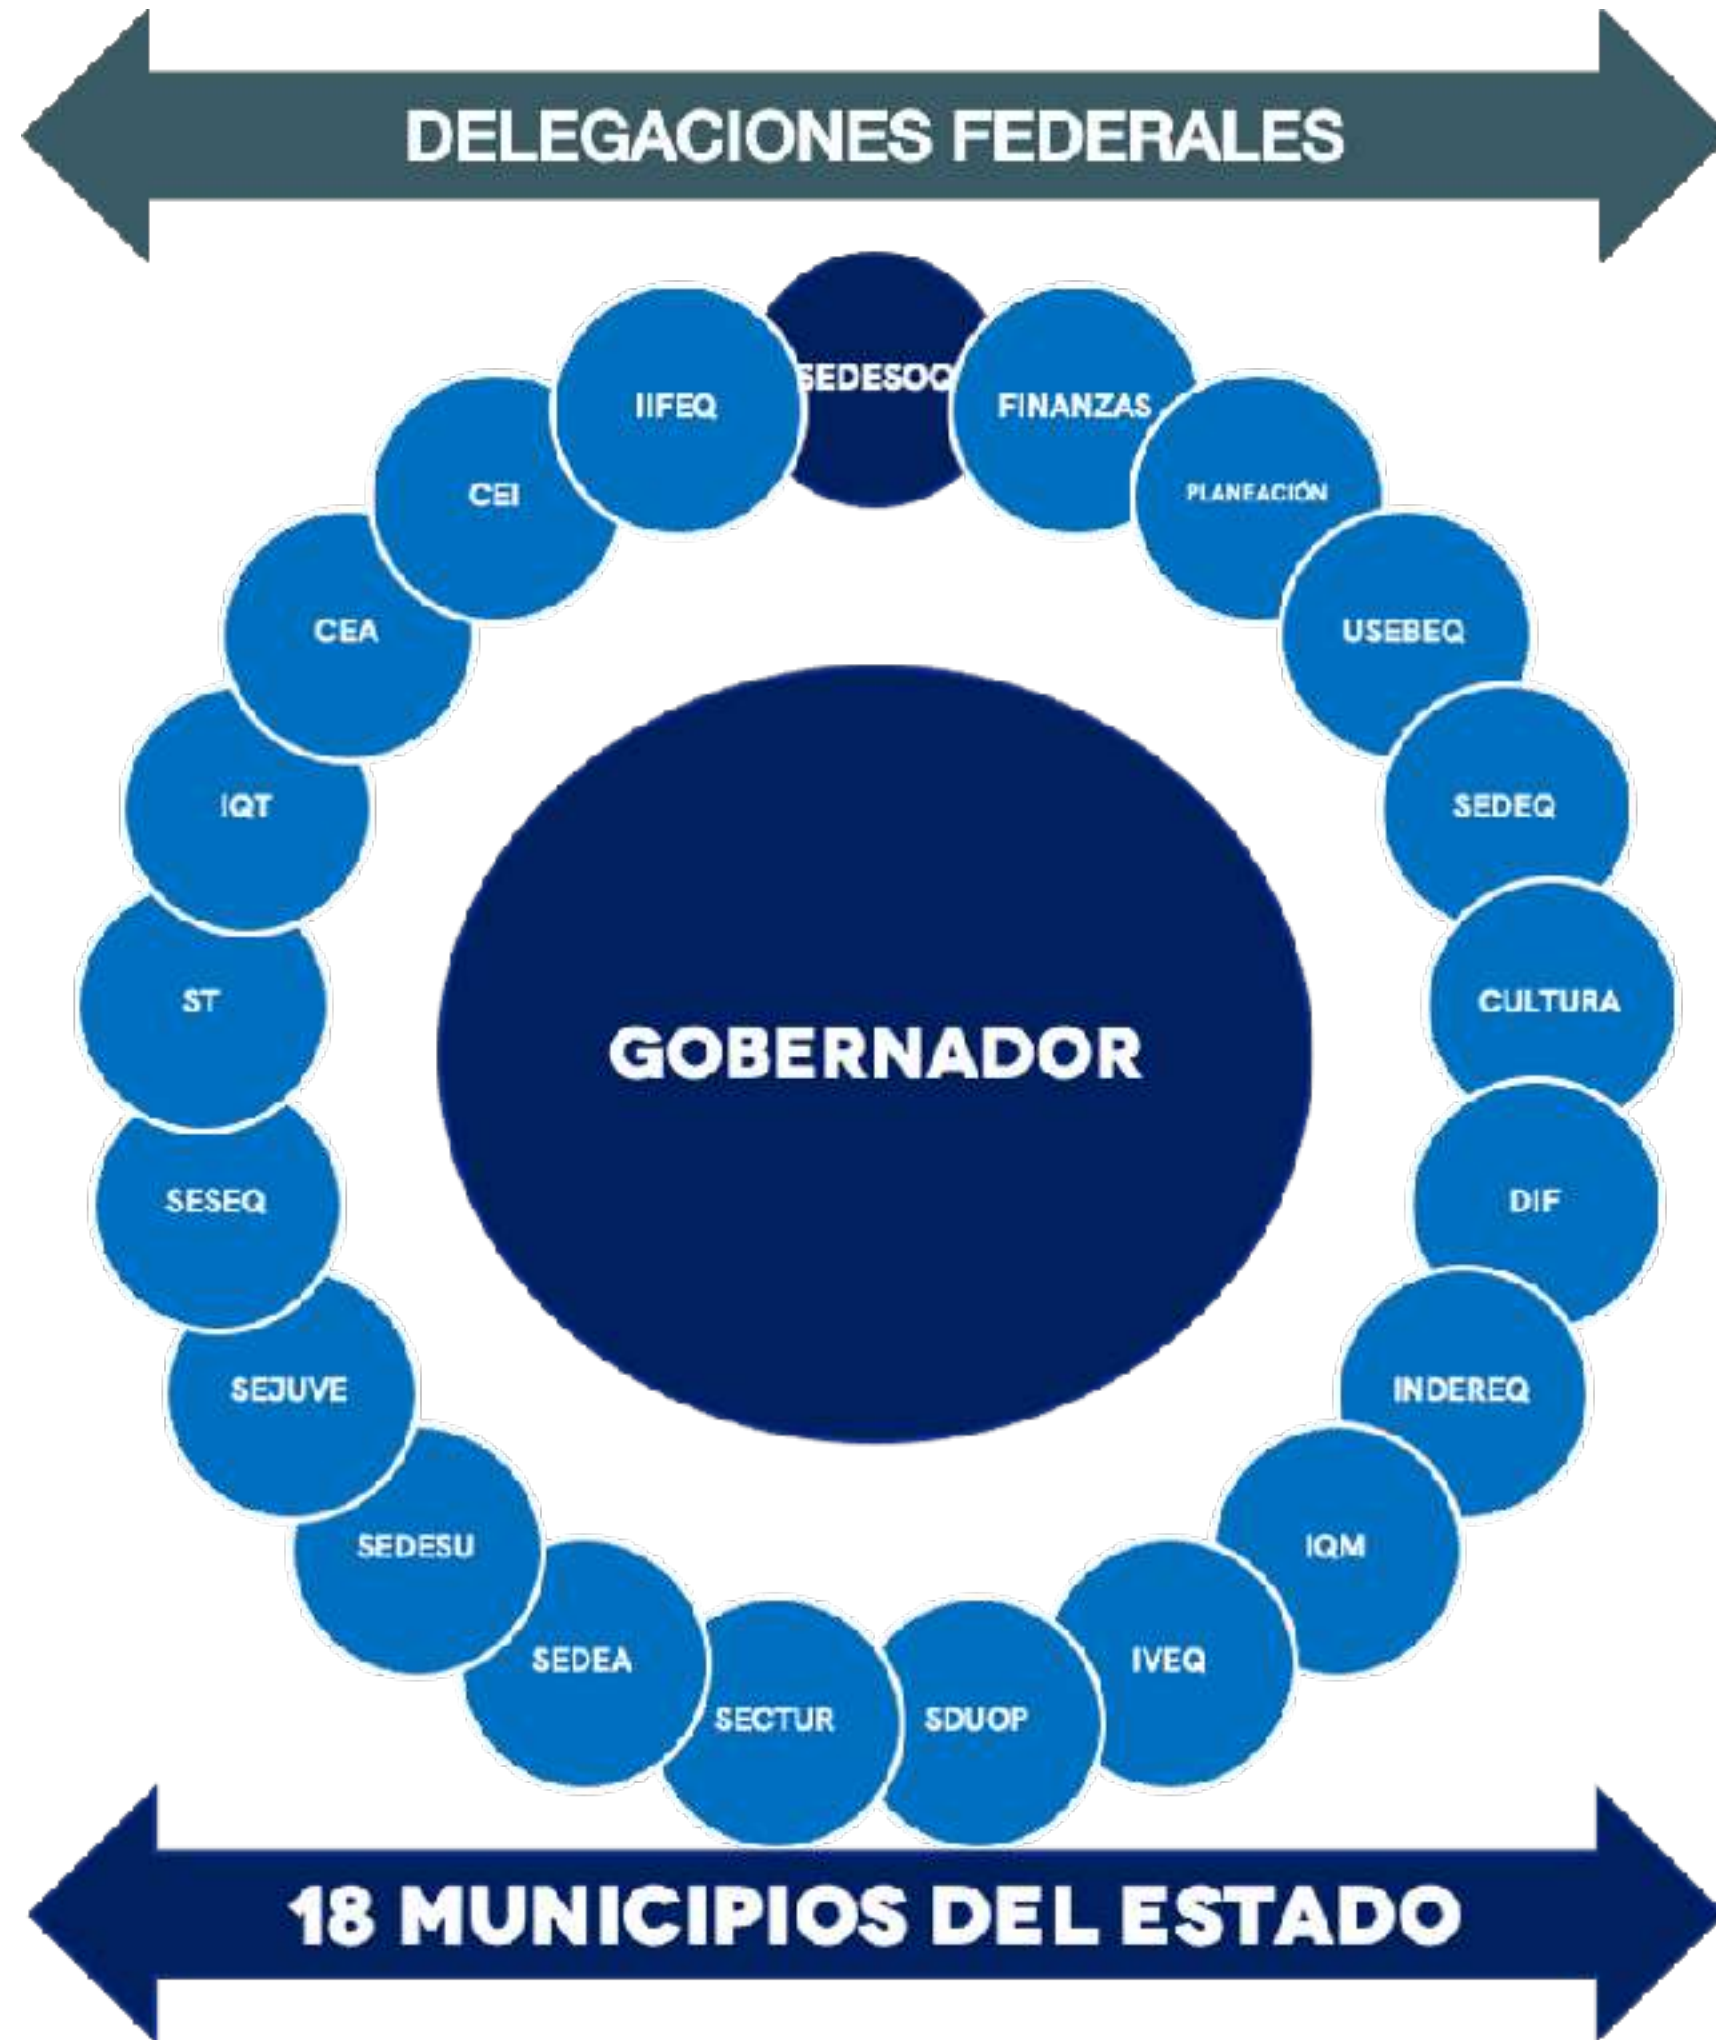 DELEGACIONES FEDERALES
SEDESOQ
FINANZAS
PLANEACIÓN
USEBEQ
SEDEQ
CULTURA
DIF
INDEREQ
IQM
IVEQ
SDUOP
SECTUR
SEDEA
SEDESU
SEJUVE
SESEQ
ST
IQT
CEA
CEI
IIFEQ
GOBERNADOR
18 MUNICIPIOS DEL ESTADO